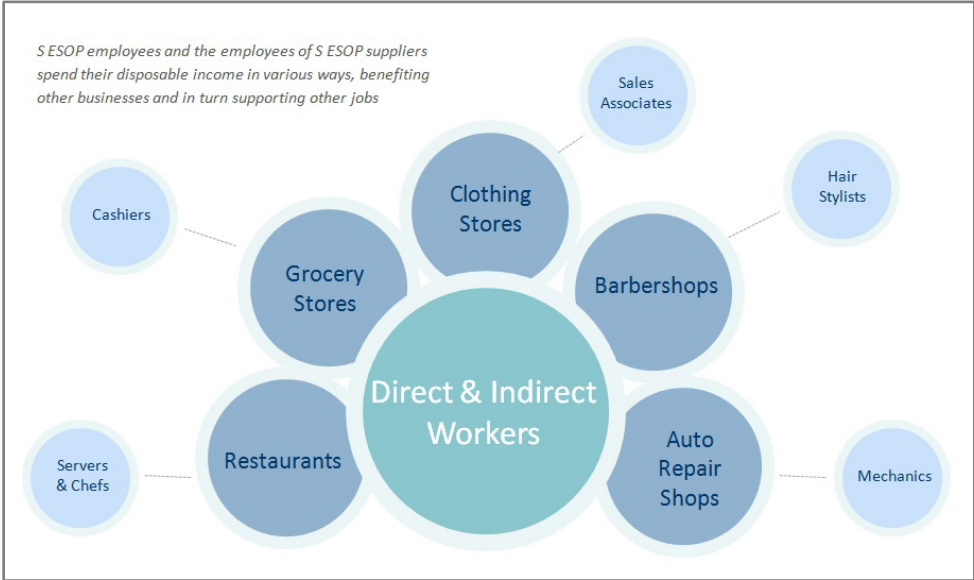 S ESOP employees and the employees of S ESOP suppliers
spend their disposable income in various ways, benefiting
other businesses and in turn supporting other jobs
Sales
Associates
Clothing
Stores
Hair
Stylists
Cashiers
Grocery
Stores
Barbershops
Direct & Indirect
Workers
Restaurants
Servers
& Chefs
Auto
Repair
Shops
Mechanics